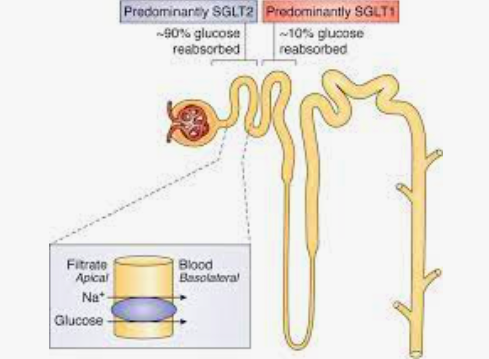 Predominantly SGLT2
~90% glucose
reabsorbed
Predominantly SGLT1
~10% glucose
reabsorbed
Filtrate
Apical
Blood
Basolateral
Na⁺
Glucose